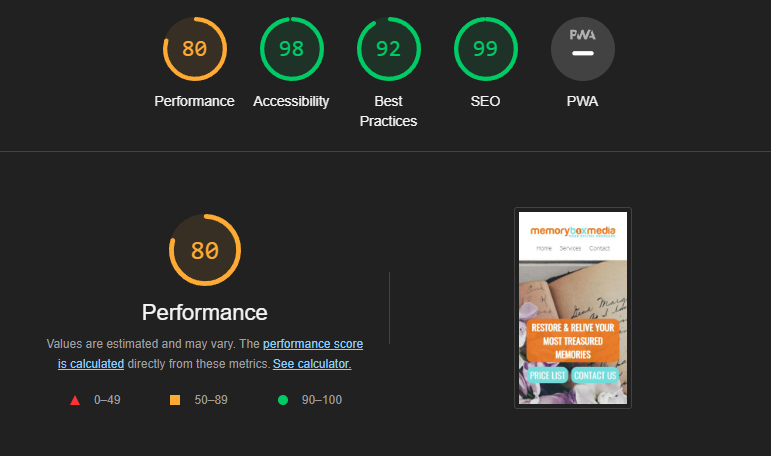 80
98
92
99
PWA
Performance
Accessibility
Best
Practices
SEO
PWA
80
Performance
Values are estimated and may vary. The performance score
is calculated directly from these metrics. See calculator.
0–49
50–89
90–100
memoryboxmedia
Home Services Contact
Dear
RESTORE & RELIVE YOUR
MOST TREASURED
MEMORIES
PRICE LIST
CONTACT US